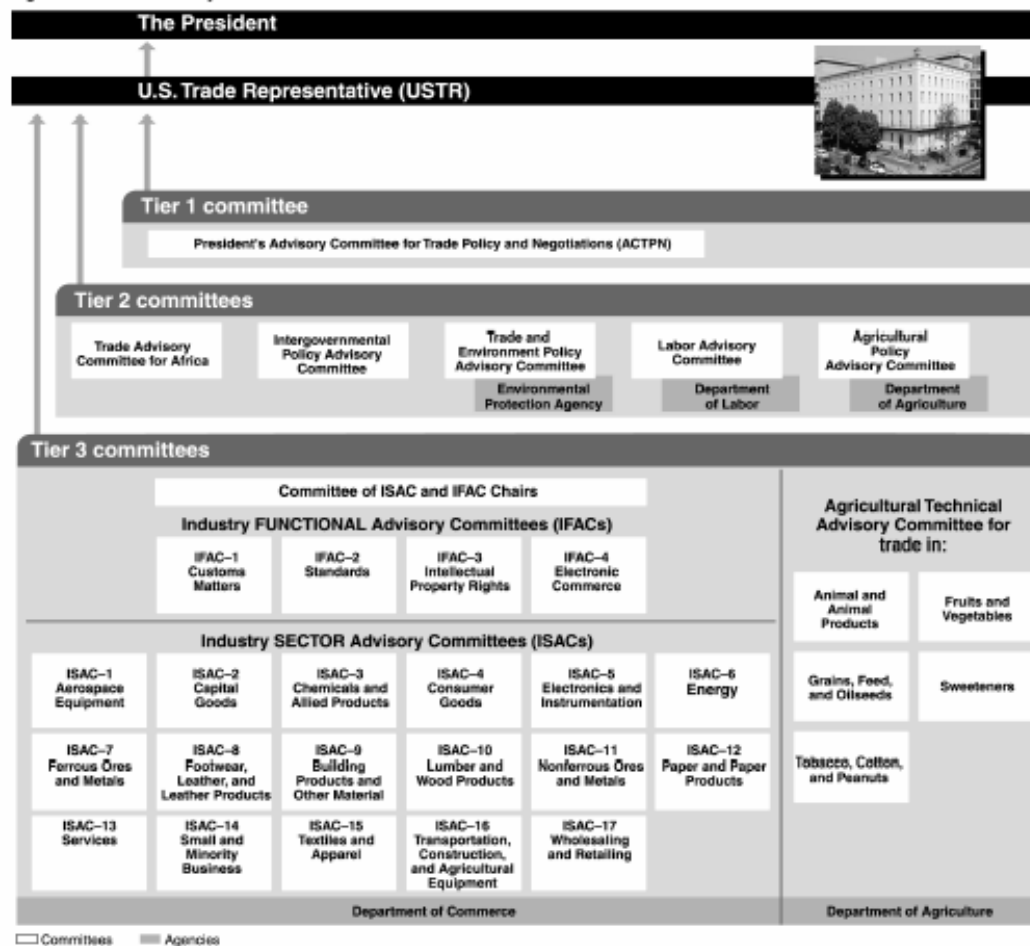 The President
U.S. Trade Representative (USTR)
Tier 1 committee
President's Advisory Committee for Trade Policy and Negotiations (ACTPN)
Tier 2 committees
Trade Advisory
Committee for Africa
Intergovernmental
Policy Advisory
Committee
Trade and
Environment Policy
Advisory Committee
Environmental
Protection Agency
Labor Advisory
Committee
Department
of Labor
Agricultural
Policy
Advisory Committee
Department
of Agriculture
Tier 3 committees
Committee of ISAC and IFAC Chairs
Industry FUNCTIONAL Advisory Committees (IFACs)
IFAC–1
Customs
Matters
IFAC–2
Standards
IFAC–3
Intellectual
Property Rights
IFAC–4
Electronic
Commerce
Industry SECTOR Advisory Committees (ISACs)
ISAC–1
Aerospace
Equipment
ISAC–2
Capital
Goods
ISAC–3
Chemicals and
Allied Products
ISAC–4
Consumer
Goods
ISAC–5
Electronics and
Instrumentation
ISAC–6
Energy
ISAC–7
Ferrous Ores
and Metals
ISAC–8
Footwear,
Leather, and
Leather Products
ISAC–9
Building
Products and
Other Material
ISAC–10
Lumber and
Wood Products
ISAC–11
Nonferrous Ores
and Metals
ISAC–12
Paper and Paper
Products
ISAC–13
Services
ISAC–14
Small and
Minority
Business
ISAC–15
Textiles and
Apparel
ISAC–16
Transportation,
Construction,
and Agricultural
Equipment
ISAC–17
Wholesaling
and Retailing
Department of Commerce
Agricultural Technical
Advisory Committee for
trade in:
Animal and
Animal
Products
Fruits and
Vegetables
Grains, Feed,
and Oilseeds
Sweeteners
Tobacco, Cotton,
and Peanuts
Department of Agriculture
Committees
Agencies